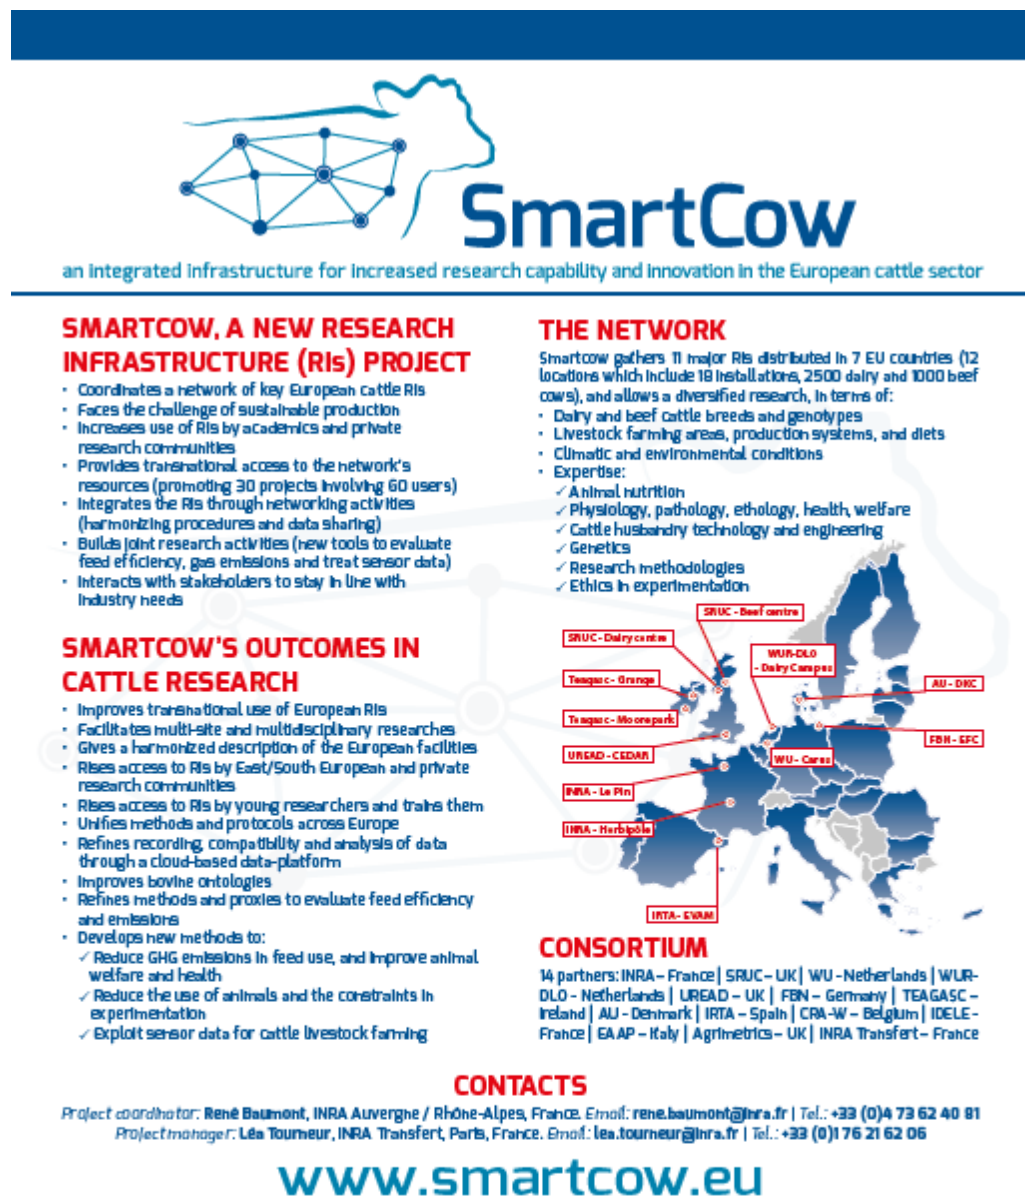 SmartCow
an integrated infrastructure for increased research capability and innovation in the European cattle sector
SMARTCOW, A NEW RESEARCH
INFRASTRUCTURE (RIs) PROJECT
• Coordinates a network of key European cattle RIs
• Faces the challenge of sustainable production
• Increases use of RIs by academics and private
research communities
• Provides transnational access to the network's
resources (promoting 30 projects involving 60 users)
• Integrates the RIs through networking activities
(harmonizing procedures and data sharing)
• Builds joint research activities (new tools to evaluate
feed efficiency, gas emissions and treat sensor data)
• Interacts with stakeholders to stay in line with
industry needs
SMARTCOW'S OUTCOMES IN
CATTLE RESEARCH
• Improves transnational use of European RIs
• Facilitates multi-site and multidisciplinary researches
• Gives a harmonized description of the European facilities
• Rises access to RIs by East/South European and private
research communities
• Rises access to RIs by young researchers and trains them
• Unifies methods and protocols across Europe
• Refines recording, compatibility and analysis of data
through a cloud-based data-platform
• Improves bovine ontologies
• Refines methods and proxies to evaluate feed efficiency
and emissions
• Develops new methods to:
✓ Reduce GHG emissions in feed use, and improve animal
welfare and health
✓ Reduce the use of animals and the constraints in
experimentation
✓ Exploit sensor data for cattle livestock farming
THE NETWORK
Smartcow gathers 11 major RIs distributed in 7 EU countries (12
locations which include 18 installations, 2500 dairy and 1000 beef
cows), and allows a diversified research, in terms of:
• Dairy and beef cattle breeds and genotypes
• Livestock farming areas, production systems, and diets
• Climatic and environmental conditions
• Expertise:
✓ Animal nutrition
✓ Physiology, pathology, ethology, health, welfare
✓ Cattle husbandry technology and engineering
✓ Genetics
✓ Research methodologies
✓ Ethics in experimentation
SRUC - Beef centre
SRUC - Dairy centre
WUR-DLO
- Dairy Campus
Teagasc - Grange
AU - DKC
Teagasc - Moorepark
FBN - EFC
UREAD - CEDAR
WU - Carus
INRA - Le Pin
INRA - Herbipôle
IRTA - EVAM
CONSORTIUM
14 partners: INRA – France | SRUC – UK | WU - Netherlands | WUR-
DLO - Netherlands | UREAD – UK | FBN – Germany | TEAGASC –
Ireland | AU - Denmark | IRTA – Spain | CRA-W – Belgium | IDELE -
France | EAAP – Italy | Agrimetrics – UK | INRA Transfert – France
CONTACTS
Project coordinator: René Baumont, INRA Auvergne / Rhône-Alpes, France. Email: rene.baumont@inra.fr | Tel.: +33 (0)4 73 62 40 81
Project manager: Léa Tourneur, INRA Transfert, Paris, France. Email: lea.tourneur@inra.fr | Tel.: +33 (0)1 76 21 62 06
www.smartcow.eu